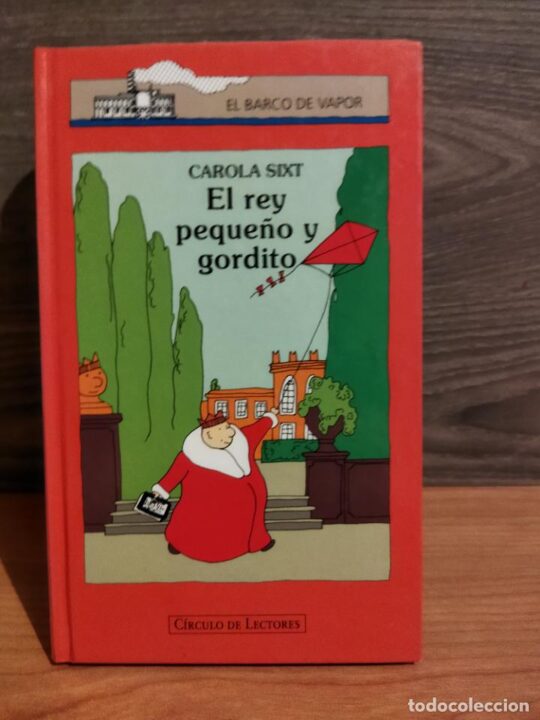 EL BARCO DE VAPOR
CAROLA SIXT
El rey
pequeño y
gordito
CÍRCULO DE LECTORES
todocoleccion